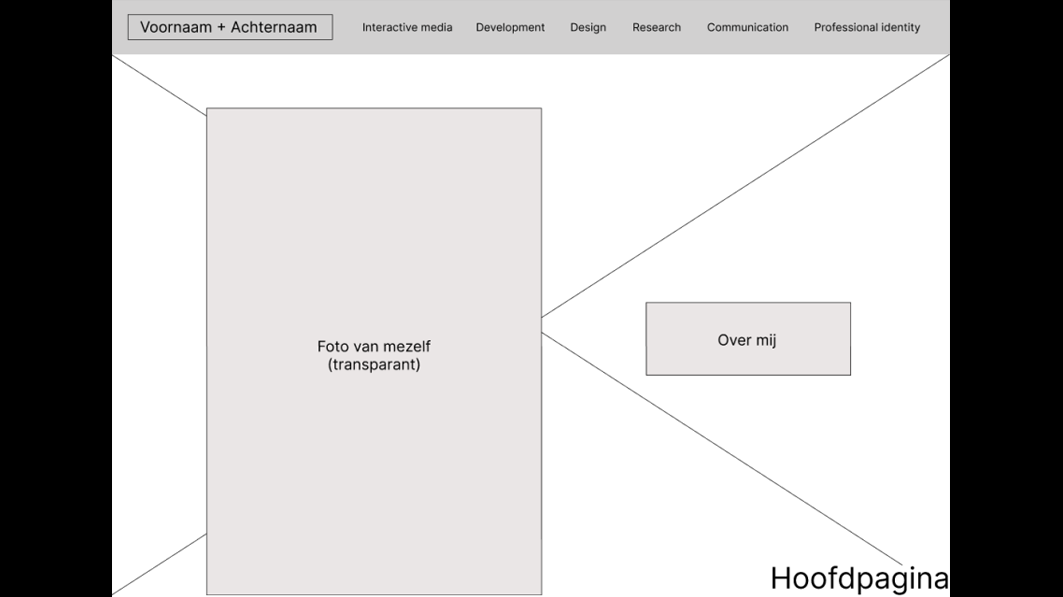 Voornaam + Achternaam
Interactive media
Development
Design
Research
Communication
Professional identity
Foto van mezelf
(transparant)
Over mij
Hoofdpagina